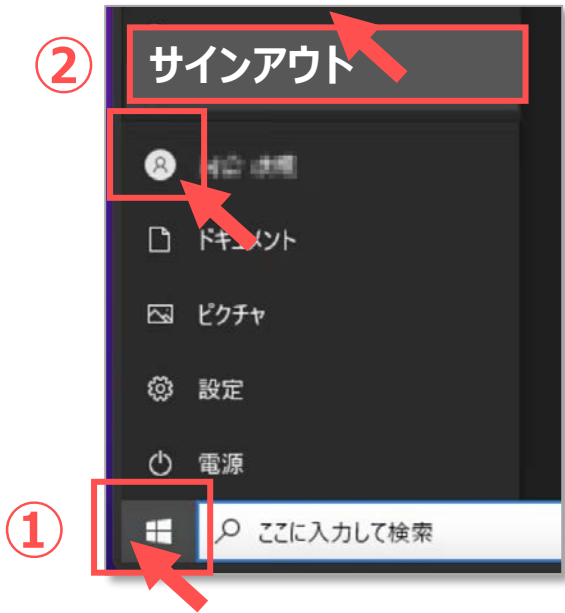 ②
サインアウト
ドキュメント
ピクチャ
設定
電源
①
ここに入力して検索